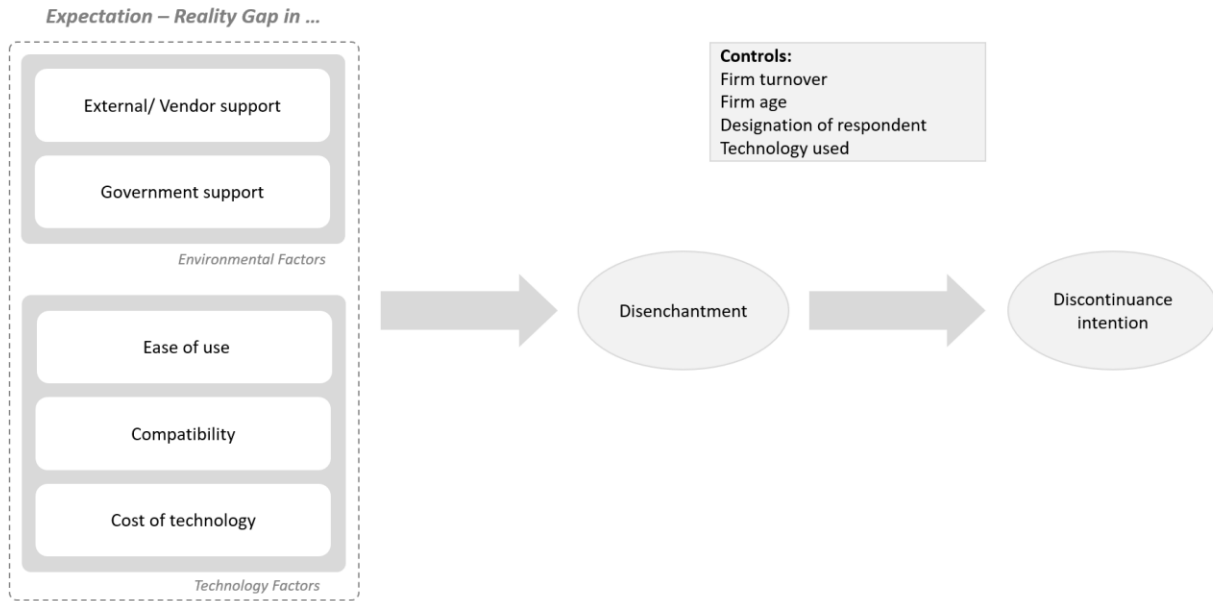 Expectation – Reality Gap in ...
External/ Vendor support
Government support
Environmental Factors
Ease of use
Compatibility
Cost of technology
Technology Factors
Controls:
Firm turnover
Firm age
Designation of respondent
Technology used
Disenchantment
Discontinuance
intention